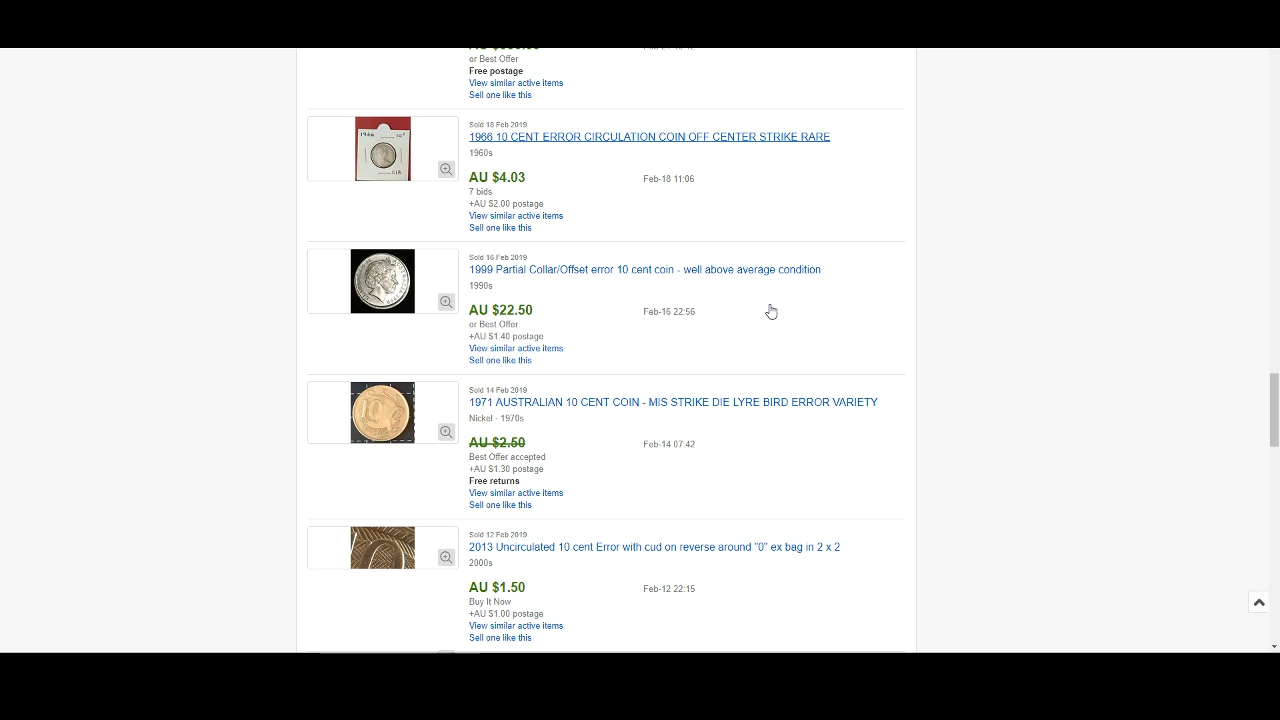 or Best Offer
Free postage
View similar active items
Sell one like this
Sold 18 Feb 2019
1966 10 CENT ERROR CIRCULATION COIN OFF CENTER STRIKE RARE
1960s
AU $4.03
Feb-18 11:06
7 bids
+AU $2.00 postage
View similar active items
Sell one like this
Sold 16 Feb 2019
1999 Partial Collar/Offset error 10 cent coin - well above average condition
1990s
AU $22.50
Feb-16 22:56
or Best Offer
+AU $1.40 postage
View similar active items
Sell one like this
Sold 14 Feb 2019
1971 AUSTRALIAN 10 CENT COIN - MIS STRIKE DIE LYRE BIRD ERROR VARIETY
Nickel · 1970s
AU $2.50
Feb-14 07:42
Best Offer accepted
+AU $1.30 postage
Free returns
View similar active items
Sell one like this
Sold 12 Feb 2019
2013 Uncirculated 10 cent Error with cud on reverse around "0" ex bag in 2 x 2
2000s
AU $1.50
Feb-12 22:15
Buy It Now
+AU $1.00 postage
View similar active items
Sell one like this